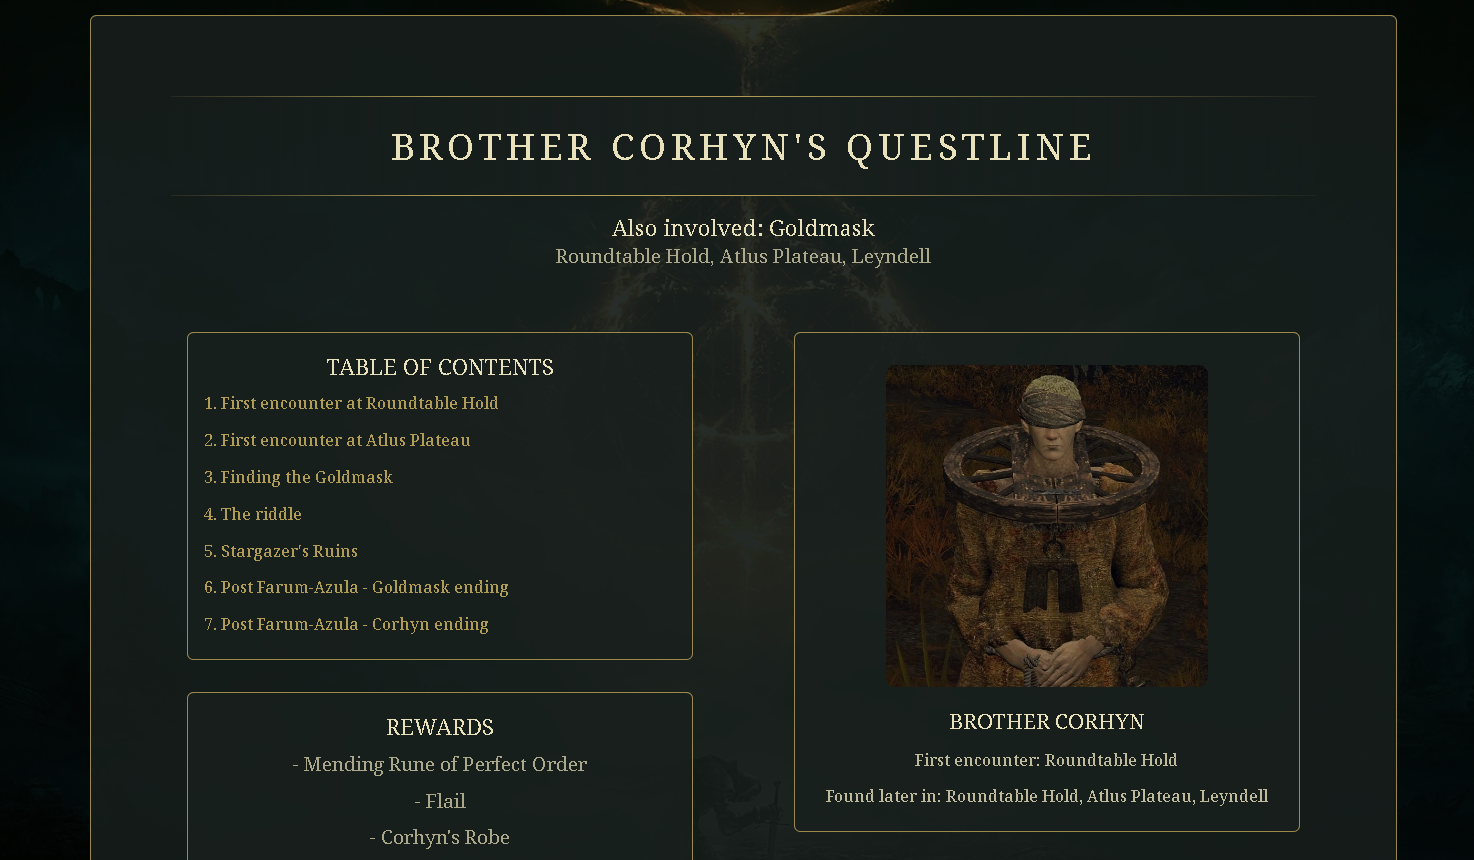 BROTHER CORHYN'S QUESTLINE
Also involved: Goldmask
Roundtable Hold, Atlus Plateau, Leyndell
TABLE OF CONTENTS
1. First encounter at Roundtable Hold
2. First encounter at Atlus Plateau
3. Finding the Goldmask
4. The riddle
5. Stargazer's Ruins
6. Post Farum-Azula - Goldmask ending
7. Post Farum-Azula - Corhyn ending
REWARDS
- Mending Rune of Perfect Order
- Flail
- Corhyn's Robe
BROTHER CORHYN
First encounter: Roundtable Hold
Found later in: Roundtable Hold, Atlus Plateau, Leyndell